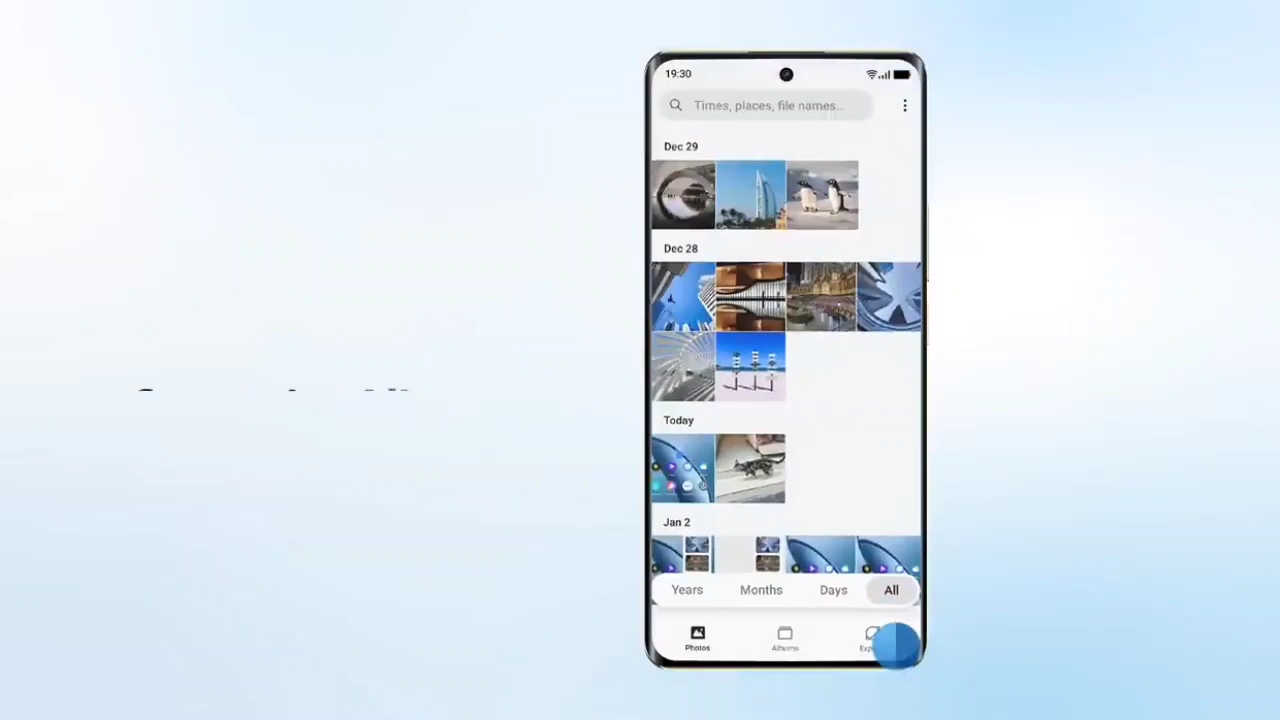 19:30
Times, places, file names...
Dec 29
Dec 28
Today
Jan 2
Years Months Days All
Photos Albums